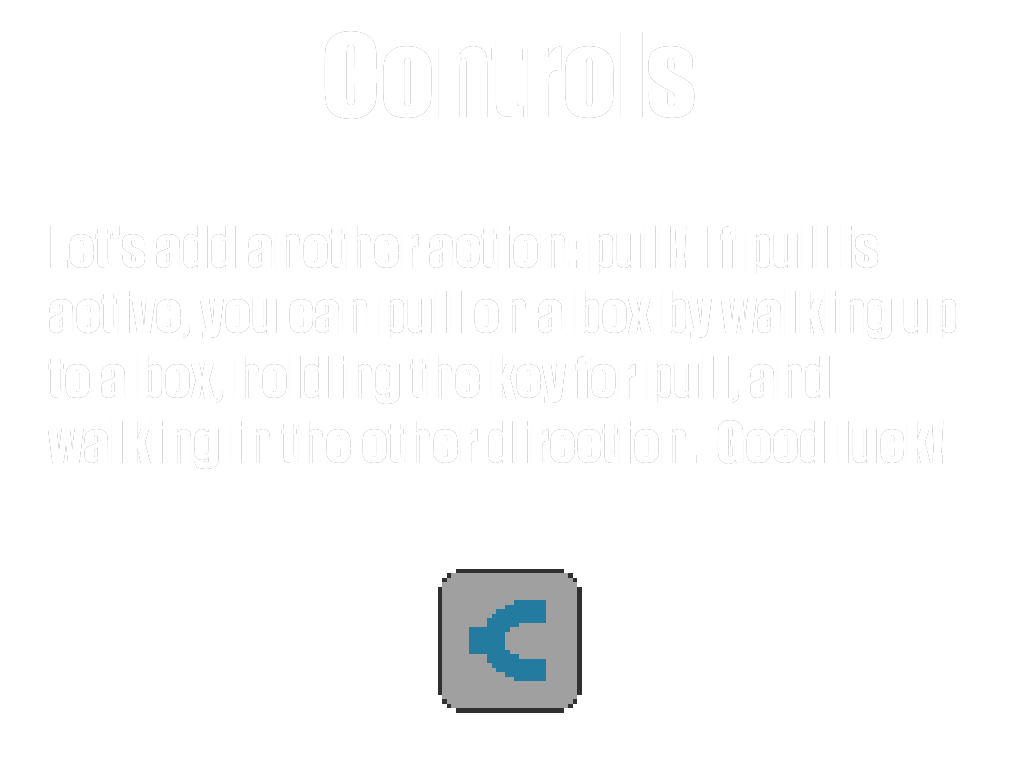 Controls
Let's add another action: pull! If pull is
active, you can pull on a box by walking up
to a box, holding the key for pull, and
walking in the other direction. Good luck!